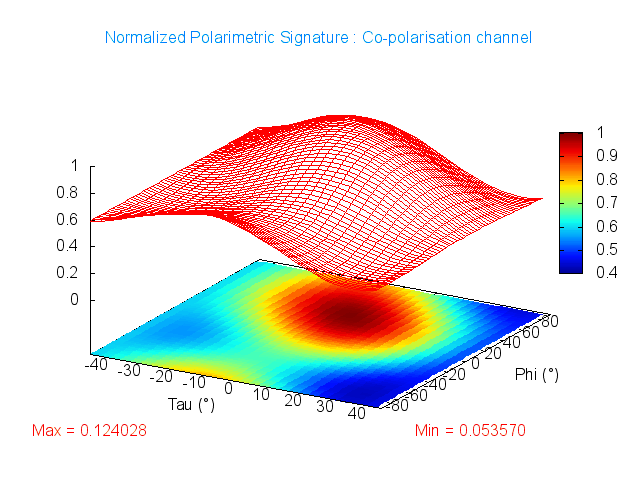 Normalized Polarimetric Signature : Co-polarisation channel
1
0.8
0.6
0.4
0.2
0
1
0.9
0.8
0.7
0.6
0.5
0.4
-40 -30 -20 -10 0 10 20 30 40
Tau (°)
-80 -60 -40 -20 0 20 40 60 80
Phi (°)
Max = 0.124028
Min = 0.053570